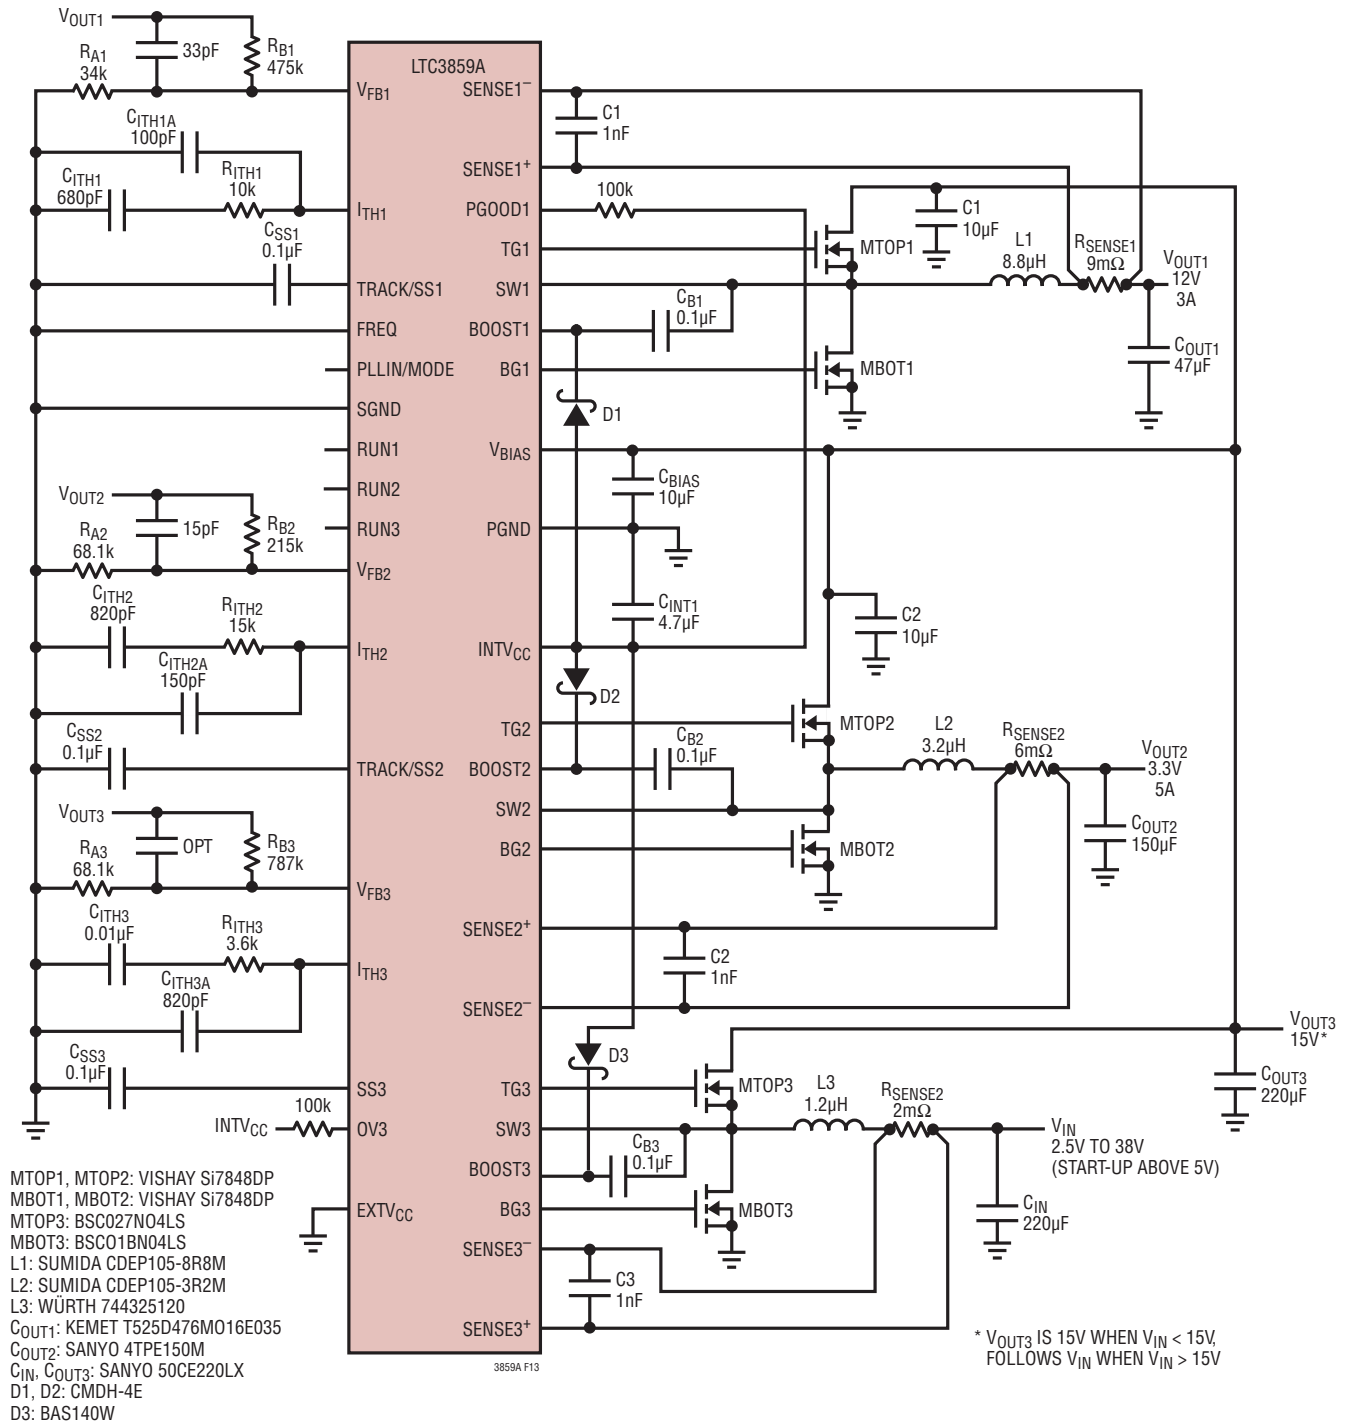 VOUT1
33pF
RB1
475k
RA1
34k
CITH1A
100pF
CITH1
680pF
RITH1
10k
CSS1
0.1µF
VOUT2
15pF
RB2
215k
RA2
68.1k
CITH2
820pF
RITH2
15k
CITH2A
150pF
CSS2
0.1µF
VOUT3
OPT
RB3
787k
RA3
68.1k
CITH3
0.01µF
RITH3
3.6k
CITH3A
820pF
CSS3
0.1µF
100k
INTVCC
LTC3859A
VFB1
ITH1
TRACK/SS1
FREQ
PLLIN/MODE
SGND
RUN1
RUN2
RUN3
VFB2
ITH2
TRACK/SS2
VFB3
ITH3
SS3
OV3
EXTVCC
SENSE1–
SENSE1+
PGOOD1
TG1
SW1
BOOST1
BG1
VBIAS
PGND
INTVCC
TG2
BOOST2
SW2
BG2
SENSE2+
SENSE2–
TG3
SW3
BOOST3
BG3
SENSE3–
SENSE3+
C1
1nF
100k
C1
10µF
MTOP1
L1
8.8µH
RSENSE1
9mΩ
VOUT1
12V
3A
CB1
0.1µF
COUT1
47µF
MBOT1
D1
CBIAS
10µF
CINT1
4.7µF
C2
10µF
D2
MTOP2
L2
3.2µH
RSENSE2
6mΩ
VOUT2
3.3V
5A
CB2
0.1µF
COUT2
150µF
MBOT2
C2
1nF
VOUT3
15V*
D3
MTOP3
L3
1.2µH
RSENSE2
2mΩ
COUT3
220µF
CB3
0.1µF
VIN
2.5V TO 38V
(START-UP ABOVE 5V)
MBOT3
CIN
220µF
C3
1nF
3859A F13
MTOP1, MTOP2: VISHAY Si7848DP
MBOT1, MBOT2: VISHAY Si7848DP
MTOP3: BSC027NO4LS
MBOT3: BSCO1BN04LS
L1: SUMIDA CDEP105-8R8M
L2: SUMIDA CDEP105-3R2M
L3: WÜRTH 744325120
COUT1: KEMET T525D476MO16E035
COUT2: SANYO 4TPE150M
CIN, COUT3: SANYO 50CE220LX
D1, D2: CMDH-4E
D3: BAS140W
* VOUT3 IS 15V WHEN VIN < 15V,
FOLLOWS VIN WHEN VIN > 15V